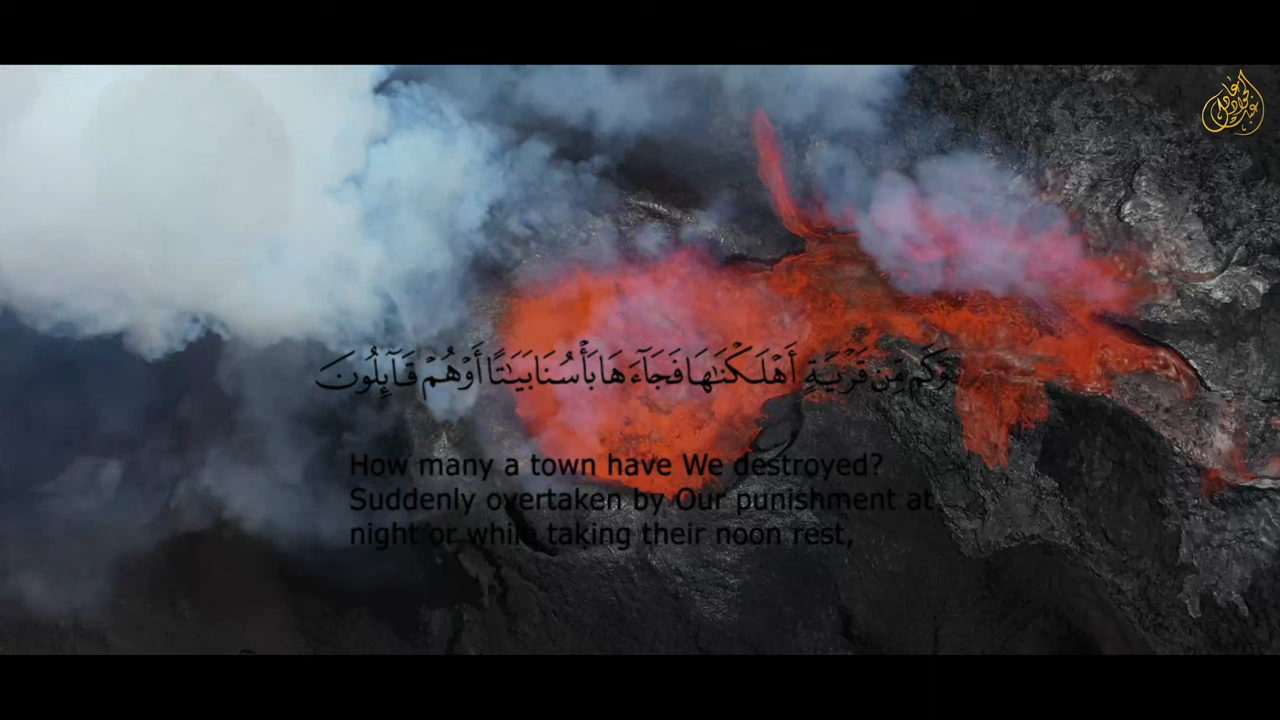 وَكَم مِّن قَرْيَةٍ أَهْلَكْنَٰهَا فَجَآءَهَا بَأْسُنَا بَيَٰتًا أَوْ هُمْ قَآئِلُونَ
How many a town have We destroyed?
Suddenly overtaken by Our punishment at
night or while taking their noon rest,